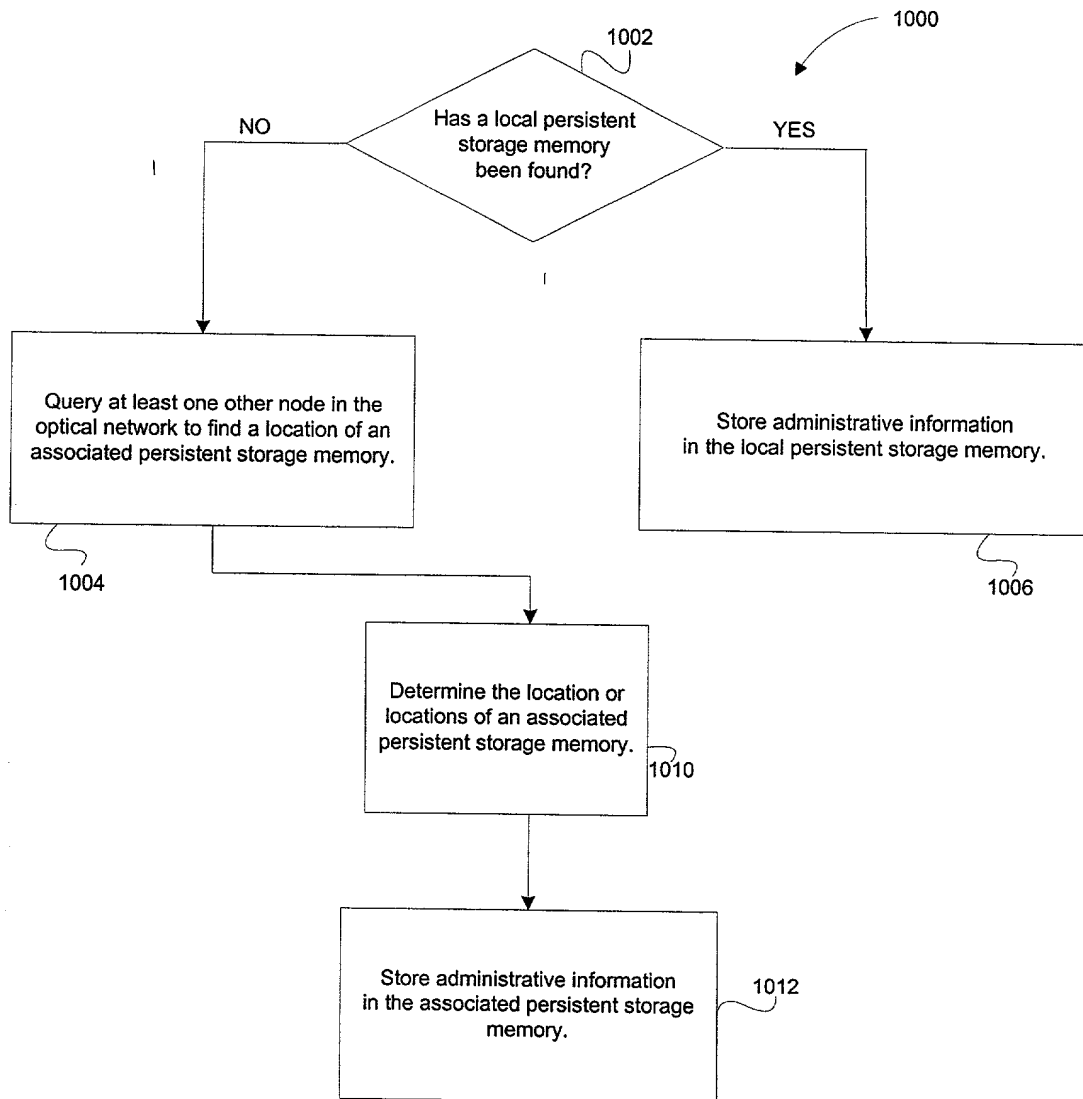 1000
1002
Has a local persistent
storage memory
been found?
NO
YES
Query at least one other node in the
optical network to find a location of an
associated persistent storage memory.
1004
Store administrative information
in the local persistent storage memory.
1006
Determine the location or
locations of an associated
persistent storage memory.
1010
Store administrative information
in the associated persistent storage
memory.
1012